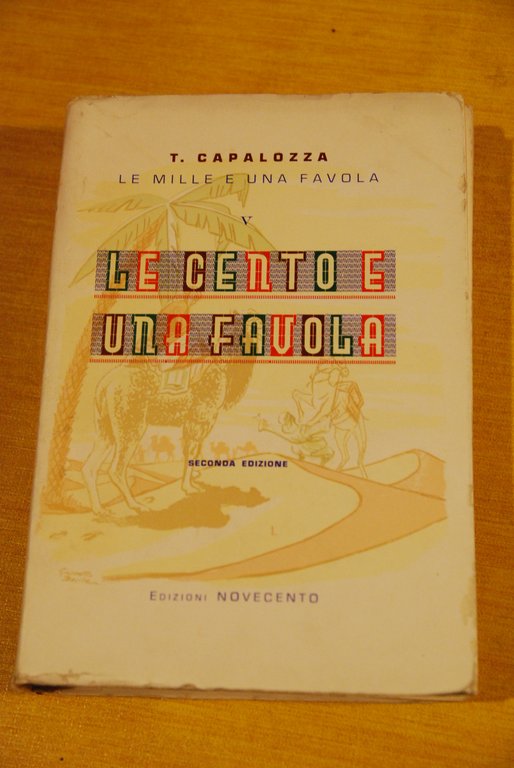 T. CAPALOZZA
LE MILLE E UNA FAVOLA
V
LE CENTO E
UNA FAVOLA
SECONDA EDIZIONE
EDIZIONI NOVECENTO